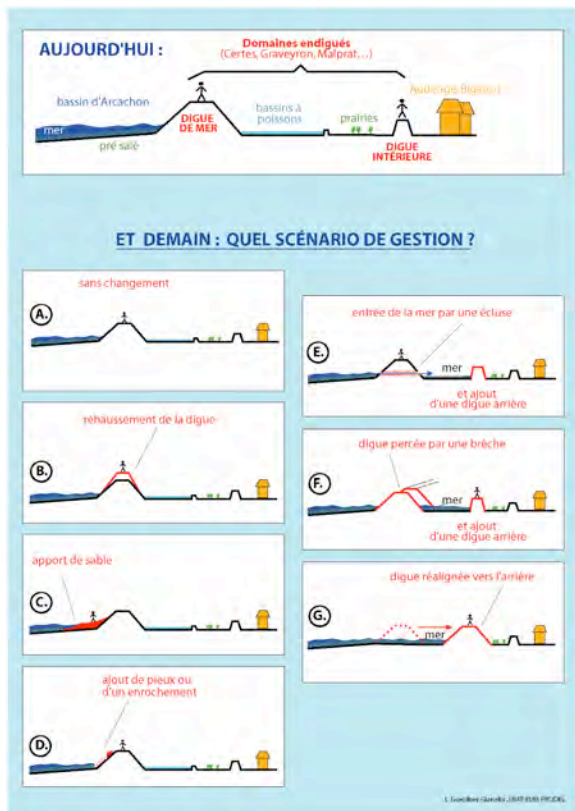 AUJOURD'HUI :
Domaines endigués
(Certes, Graveyron, Malprat…)
Audenge Biganos
bassin d'Arcachon
mer
pré salé
DIGUE
DE MER
bassins à
poissons
prairies
DIGUE
INTÉRIEURE
ET DEMAIN : QUEL SCÉNARIO DE GESTION ?
sans changement
A.
rehaussement de la digue
B.
apport de sable
C.
ajout de pieux ou
d'un enrochement
D.
entrée de la mer par une écluse
E.
mer
et ajout
d'une digue arrière
digue percée par une brèche
F.
mer
et ajout
d'une digue arrière
digue réalignée vers l'arrière
G.
mer